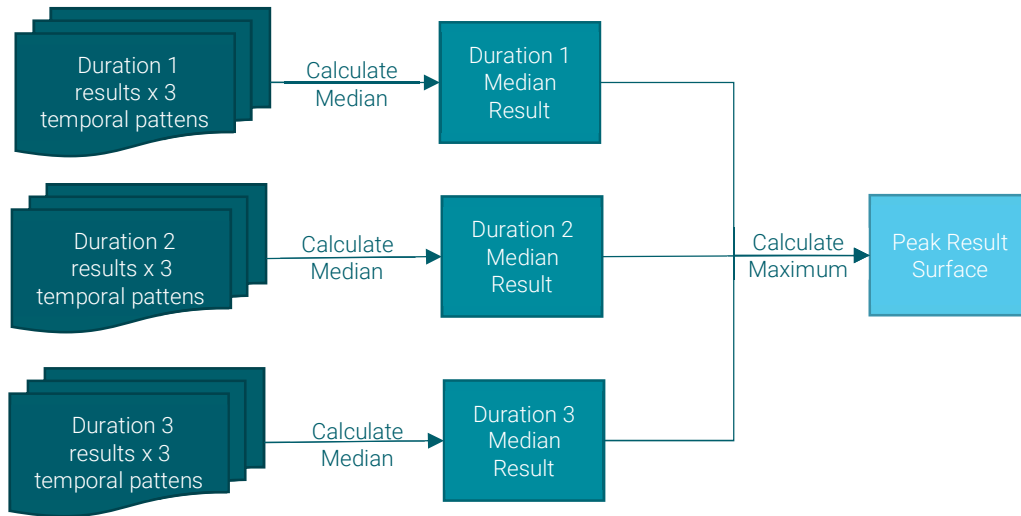 Duration 1
results x 3
temporal pattens
Calculate
Median
Duration 1
Median
Result
Duration 2
results x 3
temporal pattens
Calculate
Median
Duration 2
Median
Result
Calculate
Maximum
Peak Result
Surface
Duration 3
results x 3
temporal pattens
Calculate
Median
Duration 3
Median
Result